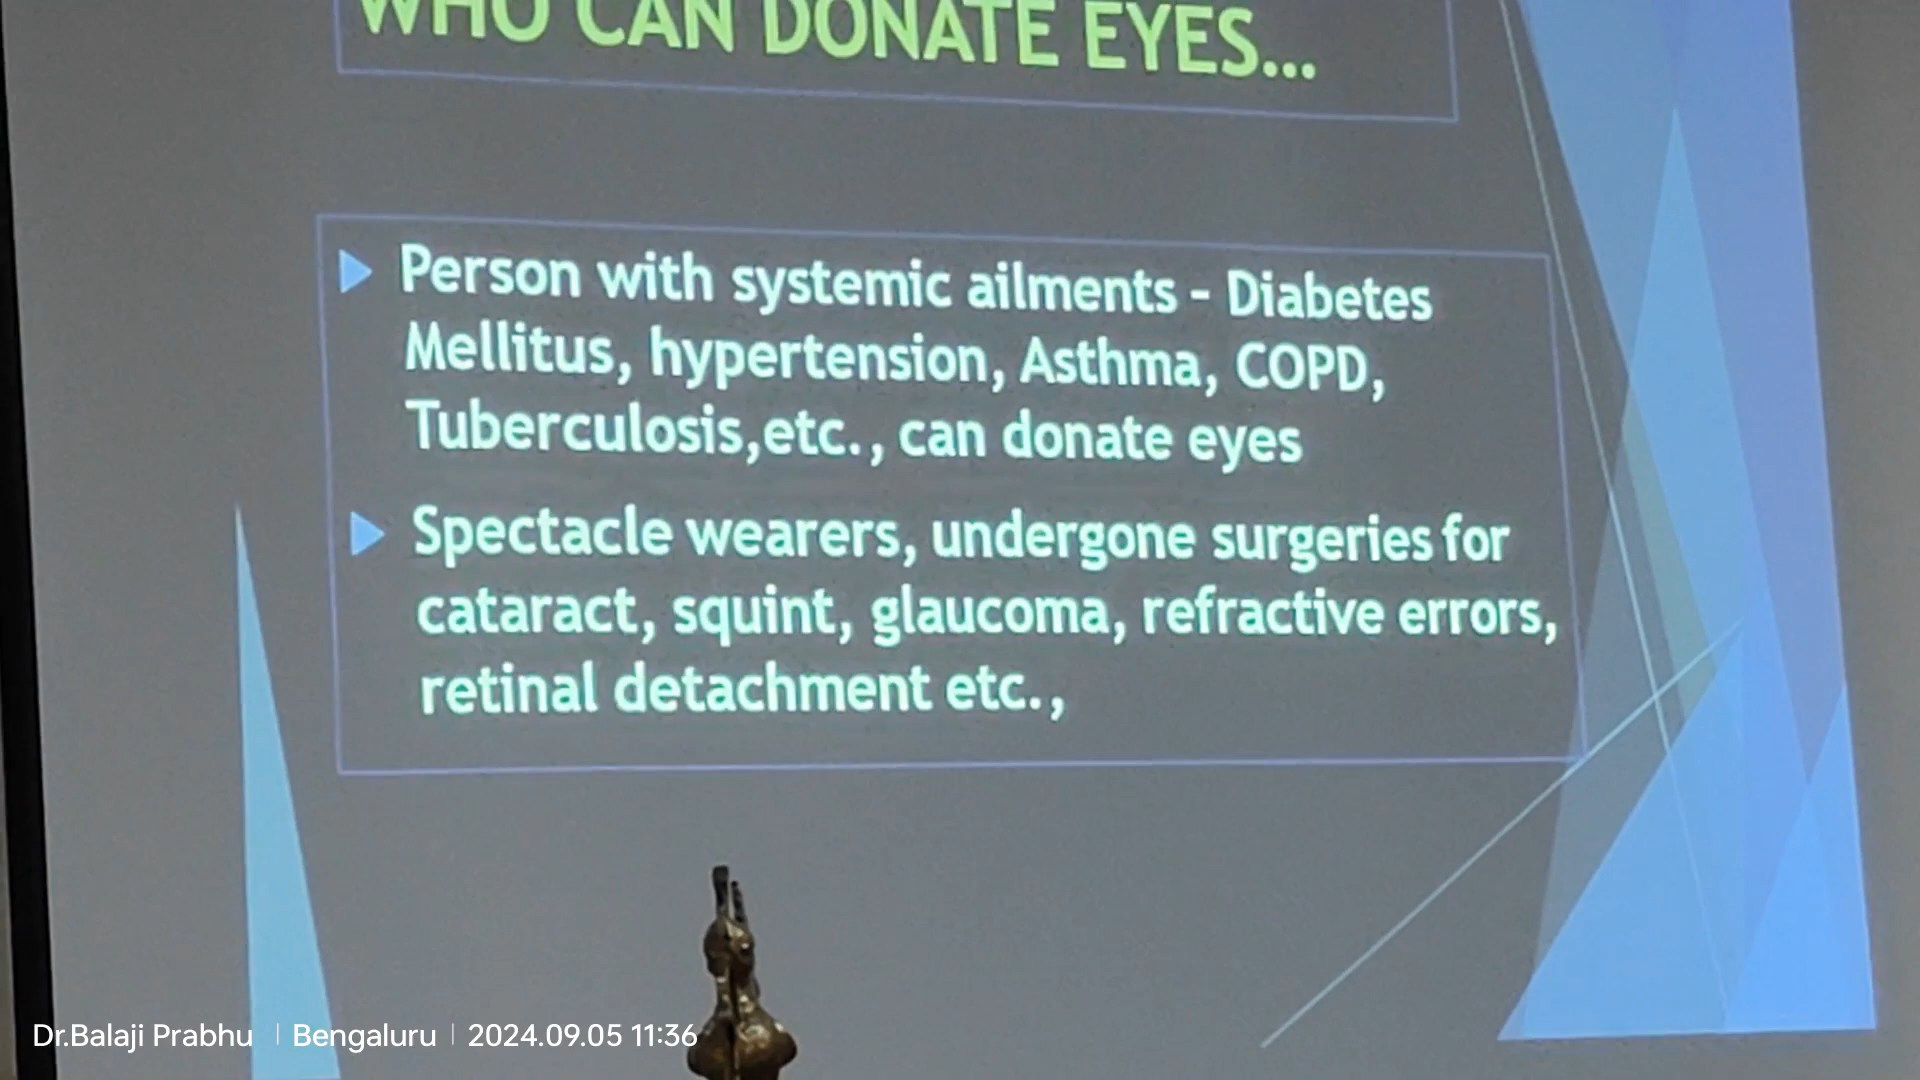 WHO CAN DONATE EYES...
Person with systemic ailments - Diabetes
Mellitus, hypertension, Asthma, COPD,
Tuberculosis,etc., can donate eyes
Spectacle wearers, undergone surgeries for
cataract, squint, glaucoma, refractive errors,
retinal detachment etc.,
Dr.Balaji Prabhu | Bengaluru | 2024.09.05 11:36